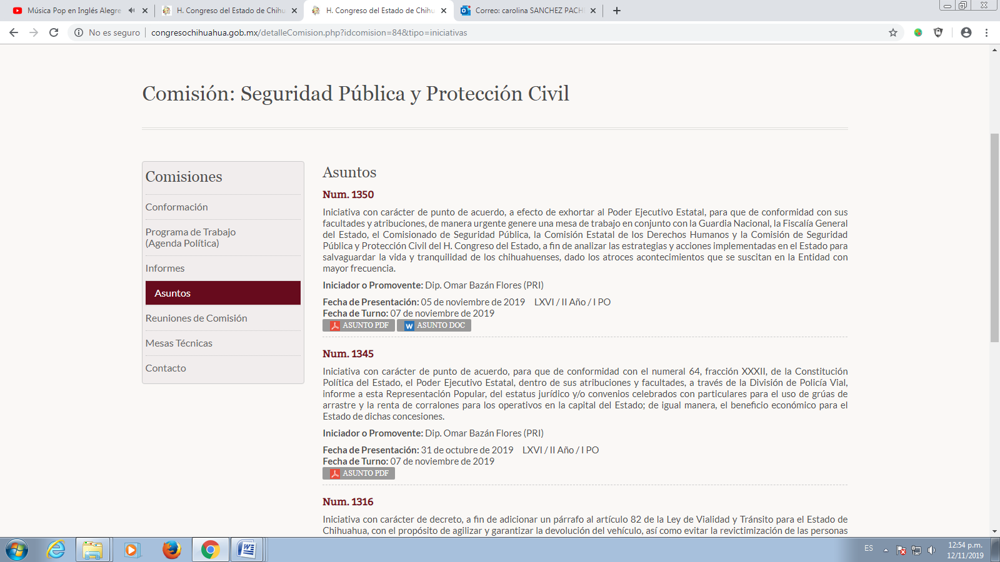 Música Pop en Inglés Alegre
H. Congreso del Estado de Chihu
H. Congreso del Estado de Chihu
Correo: carolina SANCHEZ PACH
No es seguro
congresochihuahua.gob.mx/detalleComision.php?idcomision=84&tipo=iniciativas
Comisión: Seguridad Pública y Protección Civil
Comisiones
Conformación
Programa de Trabajo
(Agenda Política)
Informes
Asuntos
Reuniones de Comisión
Mesas Técnicas
Contacto
Asuntos
Num. 1350
Iniciativa con carácter de punto de acuerdo, a efecto de exhortar al Poder Ejecutivo Estatal, para que de conformidad con sus
facultades y atribuciones, de manera urgente genere una mesa de trabajo en conjunto con la Guardia Nacional, la Fiscalía General
del Estado, el Comisionado de Seguridad Pública, la Comisión Estatal de los Derechos Humanos y la Comisión de Seguridad
Pública y Protección Civil del H. Congreso del Estado, a fin de analizar las estrategias y acciones implementadas en el Estado para
salvaguardar la vida y tranquilidad de los chihuahuenses, dado los atroces acontecimientos que se suscitan en la Entidad con
mayor frecuencia.
Iniciador o Promovente: Dip. Omar Bazán Flores (PRI)
Fecha de Presentación: 05 de noviembre de 2019 LXVI / II Año / I PO
Fecha de Turno: 07 de noviembre de 2019
ASUNTO PDF ASUNTO DOC
Num. 1345
Iniciativa con carácter de punto de acuerdo, para que de conformidad con el numeral 64, fracción XXXII, de la Constitución
Política del Estado, el Poder Ejecutivo Estatal, dentro de sus atribuciones y facultades, a través de la División de Policía Vial,
informe a esta Representación Popular, del estatus jurídico y/o convenios celebrados con particulares para el uso de grúas de
arrastre y la renta de corralones para los operativos en la capital del Estado; de igual manera, el beneficio económico para el
Estado de dichas concesiones.
Iniciador o Promovente: Dip. Omar Bazán Flores (PRI)
Fecha de Presentación: 31 de octubre de 2019 LXVI / II Año / I PO
Fecha de Turno: 07 de noviembre de 2019
ASUNTO PDF
Num. 1316
Iniciativa con carácter de decreto, a fin de adicionar un párrafo al artículo 82 de la Ley de Vialidad y Tránsito para el Estado de
Chihuahua, con el propósito de agilizar y garantizar la devolución del vehículo, así como evitar la revictimización de las personas
ES
12:54 p.m.
12/11/2019